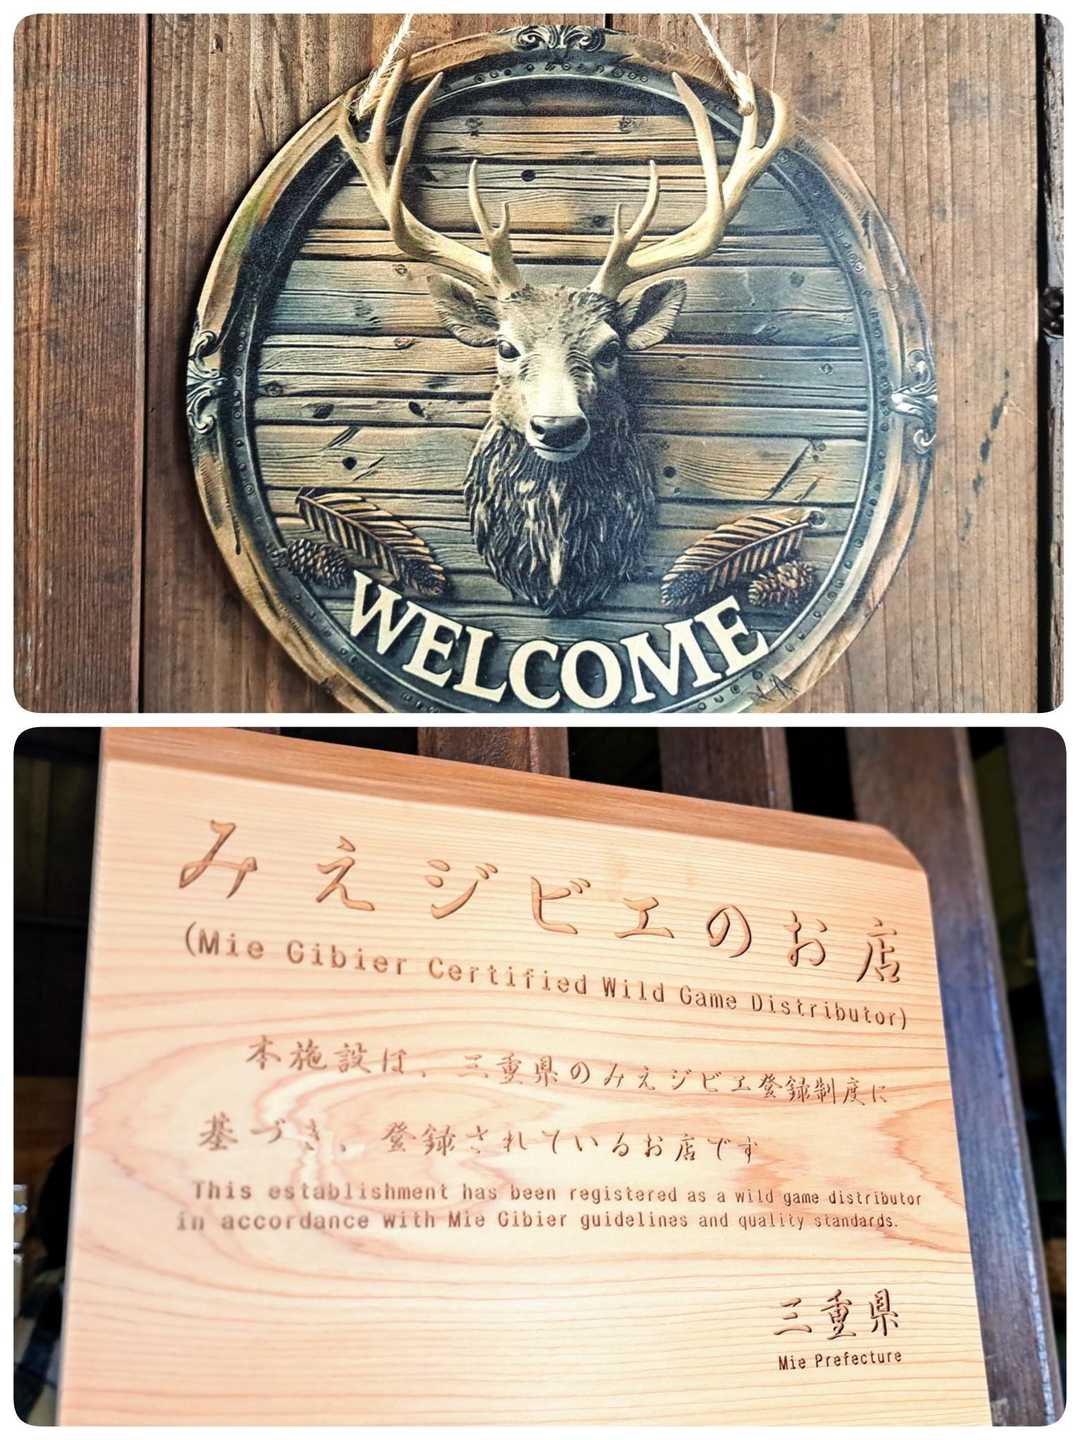 WELCOME
みえジビエのお店
(Mie Gibier Certified Wild Game Distributor)
本施設は、三重県のみえジビエ登録制度に
基づき、登録されているお店です
This establishment has been registered as a wild game distributor
in accordance with Mie Gibier guidelines and quality standards.
三重県
Mie Prefecture